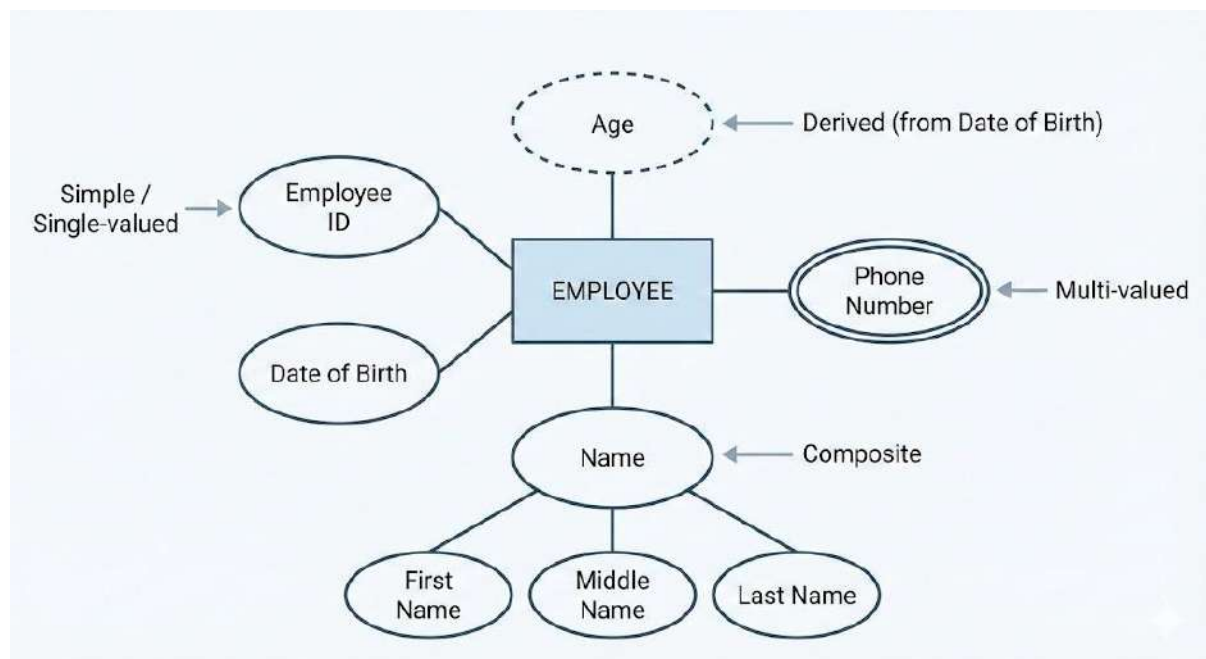 Age
Derived (from Date of Birth)
Simple /
Single-valued
Employee
ID
EMPLOYEE
Phone
Number
Multi-valued
Date of Birth
Name
Composite
First
Name
Middle
Name
Last Name